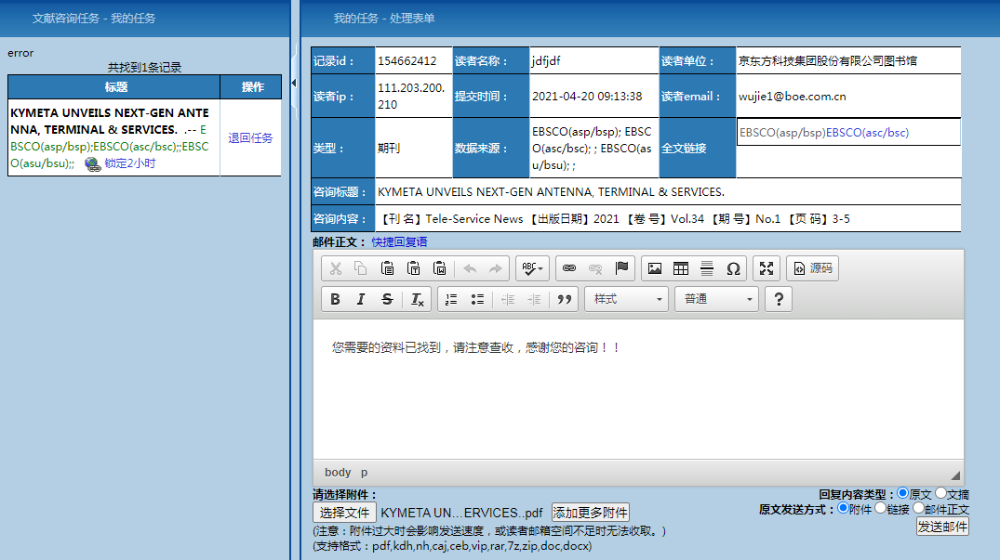 文献咨询任务 - 我的任务
error
共找到1条记录
标题 操作
KYMETA UNVEILS NEXT-GEN ANTE
NNA, TERMINAL & SERVICES. .-- E
BSCO(asp/bsp);EBSCO(asc/bsc);;EBSC
O(asu/bsu);; 锁定2小时
退回任务
我的任务 - 处理表单
记录id： 154662412 读者名称： jdfjdf 读者单位： 京东方科技集团股份有限公司图书馆
读者ip： 111.203.200.
210
提交时间： 2021-04-20 09:13:38 读者email： wujie1@boe.com.cn
类型： 期刊 数据来源： EBSCO(asp/bsp); EBSC
O(asc/bsc); ; EBSCO(as
u/bsu); ;
全文链接 EBSCO(asp/bsp)EBSCO(asc/bsc)
咨询标题： KYMETA UNVEILS NEXT-GEN ANTENNA, TERMINAL & SERVICES.
咨询内容： 【刊 名】Tele-Service News 【出版日期】2021 【卷 号】Vol.34 【期 号】No.1 【页 码】3-5
邮件正文： 快捷回复语
ABC Ω 源码
B I S Tx 样式 普通 ?
您需要的资料已找到，请注意查收，感谢您的咨询！！
body p
请选择附件：
选择文件 KYMETA UN...ERVICES..pdf 添加更多附件
(注意：附件过大时会影响发送速度，或读者邮箱空间不足时无法收取。)
(支持格式：pdf,kdh,nh,caj,ceb,vip,rar,7z,zip,doc,docx)
回复内容类型： 原文 文摘
原文发送方式： 附件 链接 邮件正文
发送邮件